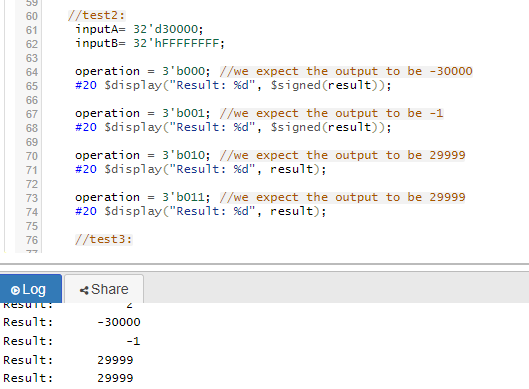 59
60 //test2:
61 inputA= 32'd30000;
62 inputB= 32'hFFFFFFFF;
63
64 operation = 3'b000; //we expect the output to be -30000
65 #20 $display("Result: %d", $signed(result));
66
67 operation = 3'b001; //we expect the output to be -1
68 #20 $display("Result: %d", $signed(result));
69
70 operation = 3'b010; //we expect the output to be 29999
71 #20 $display("Result: %d", result);
72
73 operation = 3'b011; //we expect the output to be 29999
74 #20 $display("Result: %d", result);
75
76 //test3:
77
Log Share
Result: 2
Result: -30000
Result: -1
Result: 29999
Result: 29999